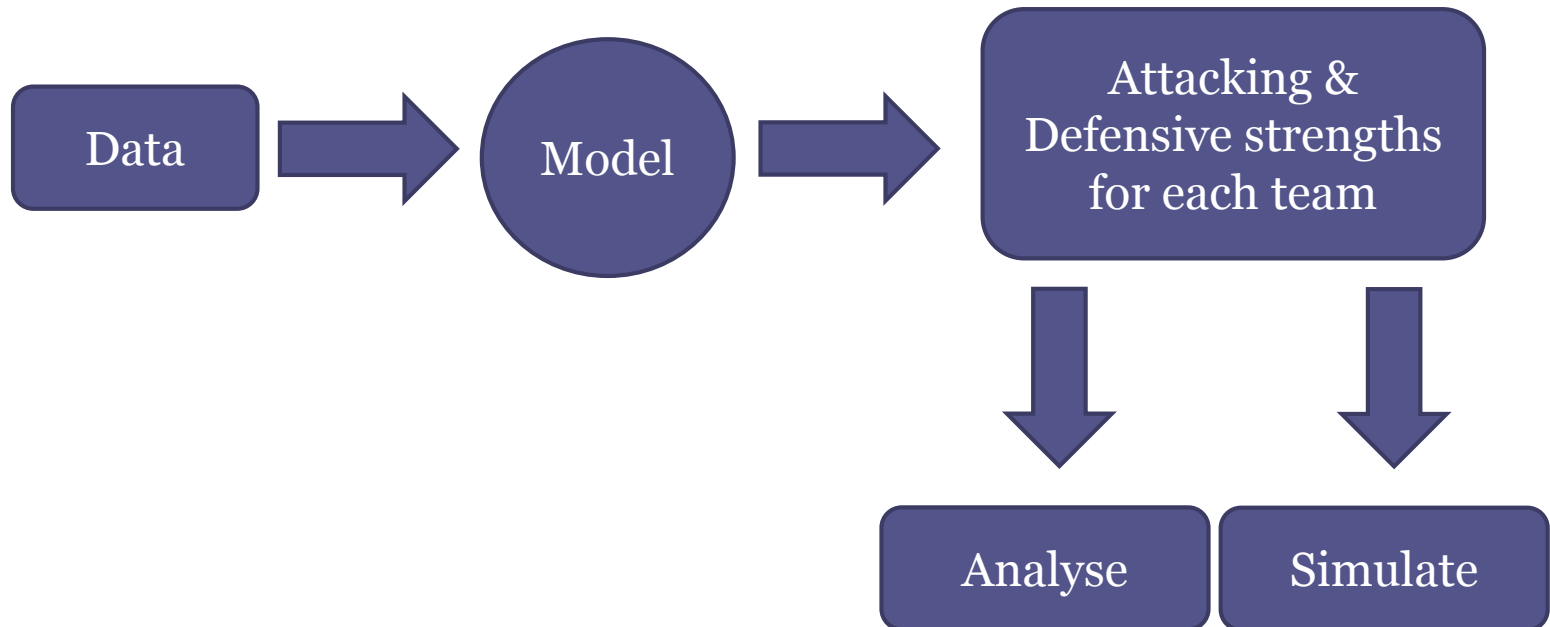 Data
Model
Attacking &
Defensive strengths
for each team
Analyse
Simulate